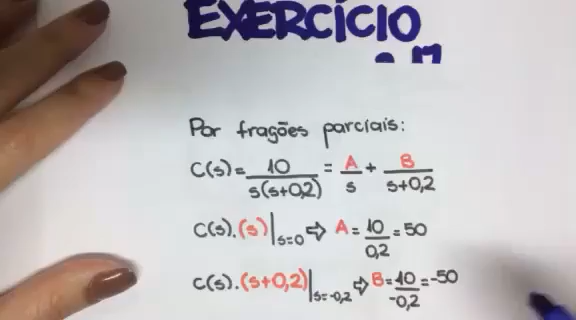 EXERCÍCIO
Por frações parciais:
C(s) = 10/s(s+0,2) = A/s + B/s+0,2
C(s).(s)|s=0 ⇨ A = 10/0,2 = 50
C(s).(s+0,2)|s=-0,2 ⇨ B = 10/-0,2 = -50